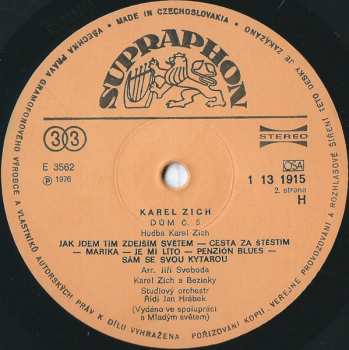 VŠECHNA PRÁVA GRAMOFONOVÉHO VÝROBCE A VLASTNÍKŮ AUTORSKÝCH PRÁV K DÍLU VYHRAŽENA
• MADE IN CZECHOSLOVAKIA •
POŘIZOVÁNÍ KOPIÍ, VEREJNE PROVOZOVÁNÍ A ROZHLASOVÉ ŠÍŘENÍ TÉTO DESKY JE ZAKÁZÁNO
SUPRAPHON
33
STEREO
E 3562
Ⓟ 1976
OSA
1 13 1915
2. strana
H
KAREL ZICH
DŮM Č. 5
Hudba Karel Zich
JAK JDEM TÍM ZDEJŠÍM SVĚTEM — CESTA ZA ŠTĚSTÍM
— MARIKA — JE MI LÍTO — PENZION BLUES —
SÁM SE SVOU KYTAROU
Arr. Jiří Svoboda
Karel Zich a Bezinky
Studiový orchestr
Řídí Jan Hrábek
(Vydáno ve spolupráci
s Mladým světem)